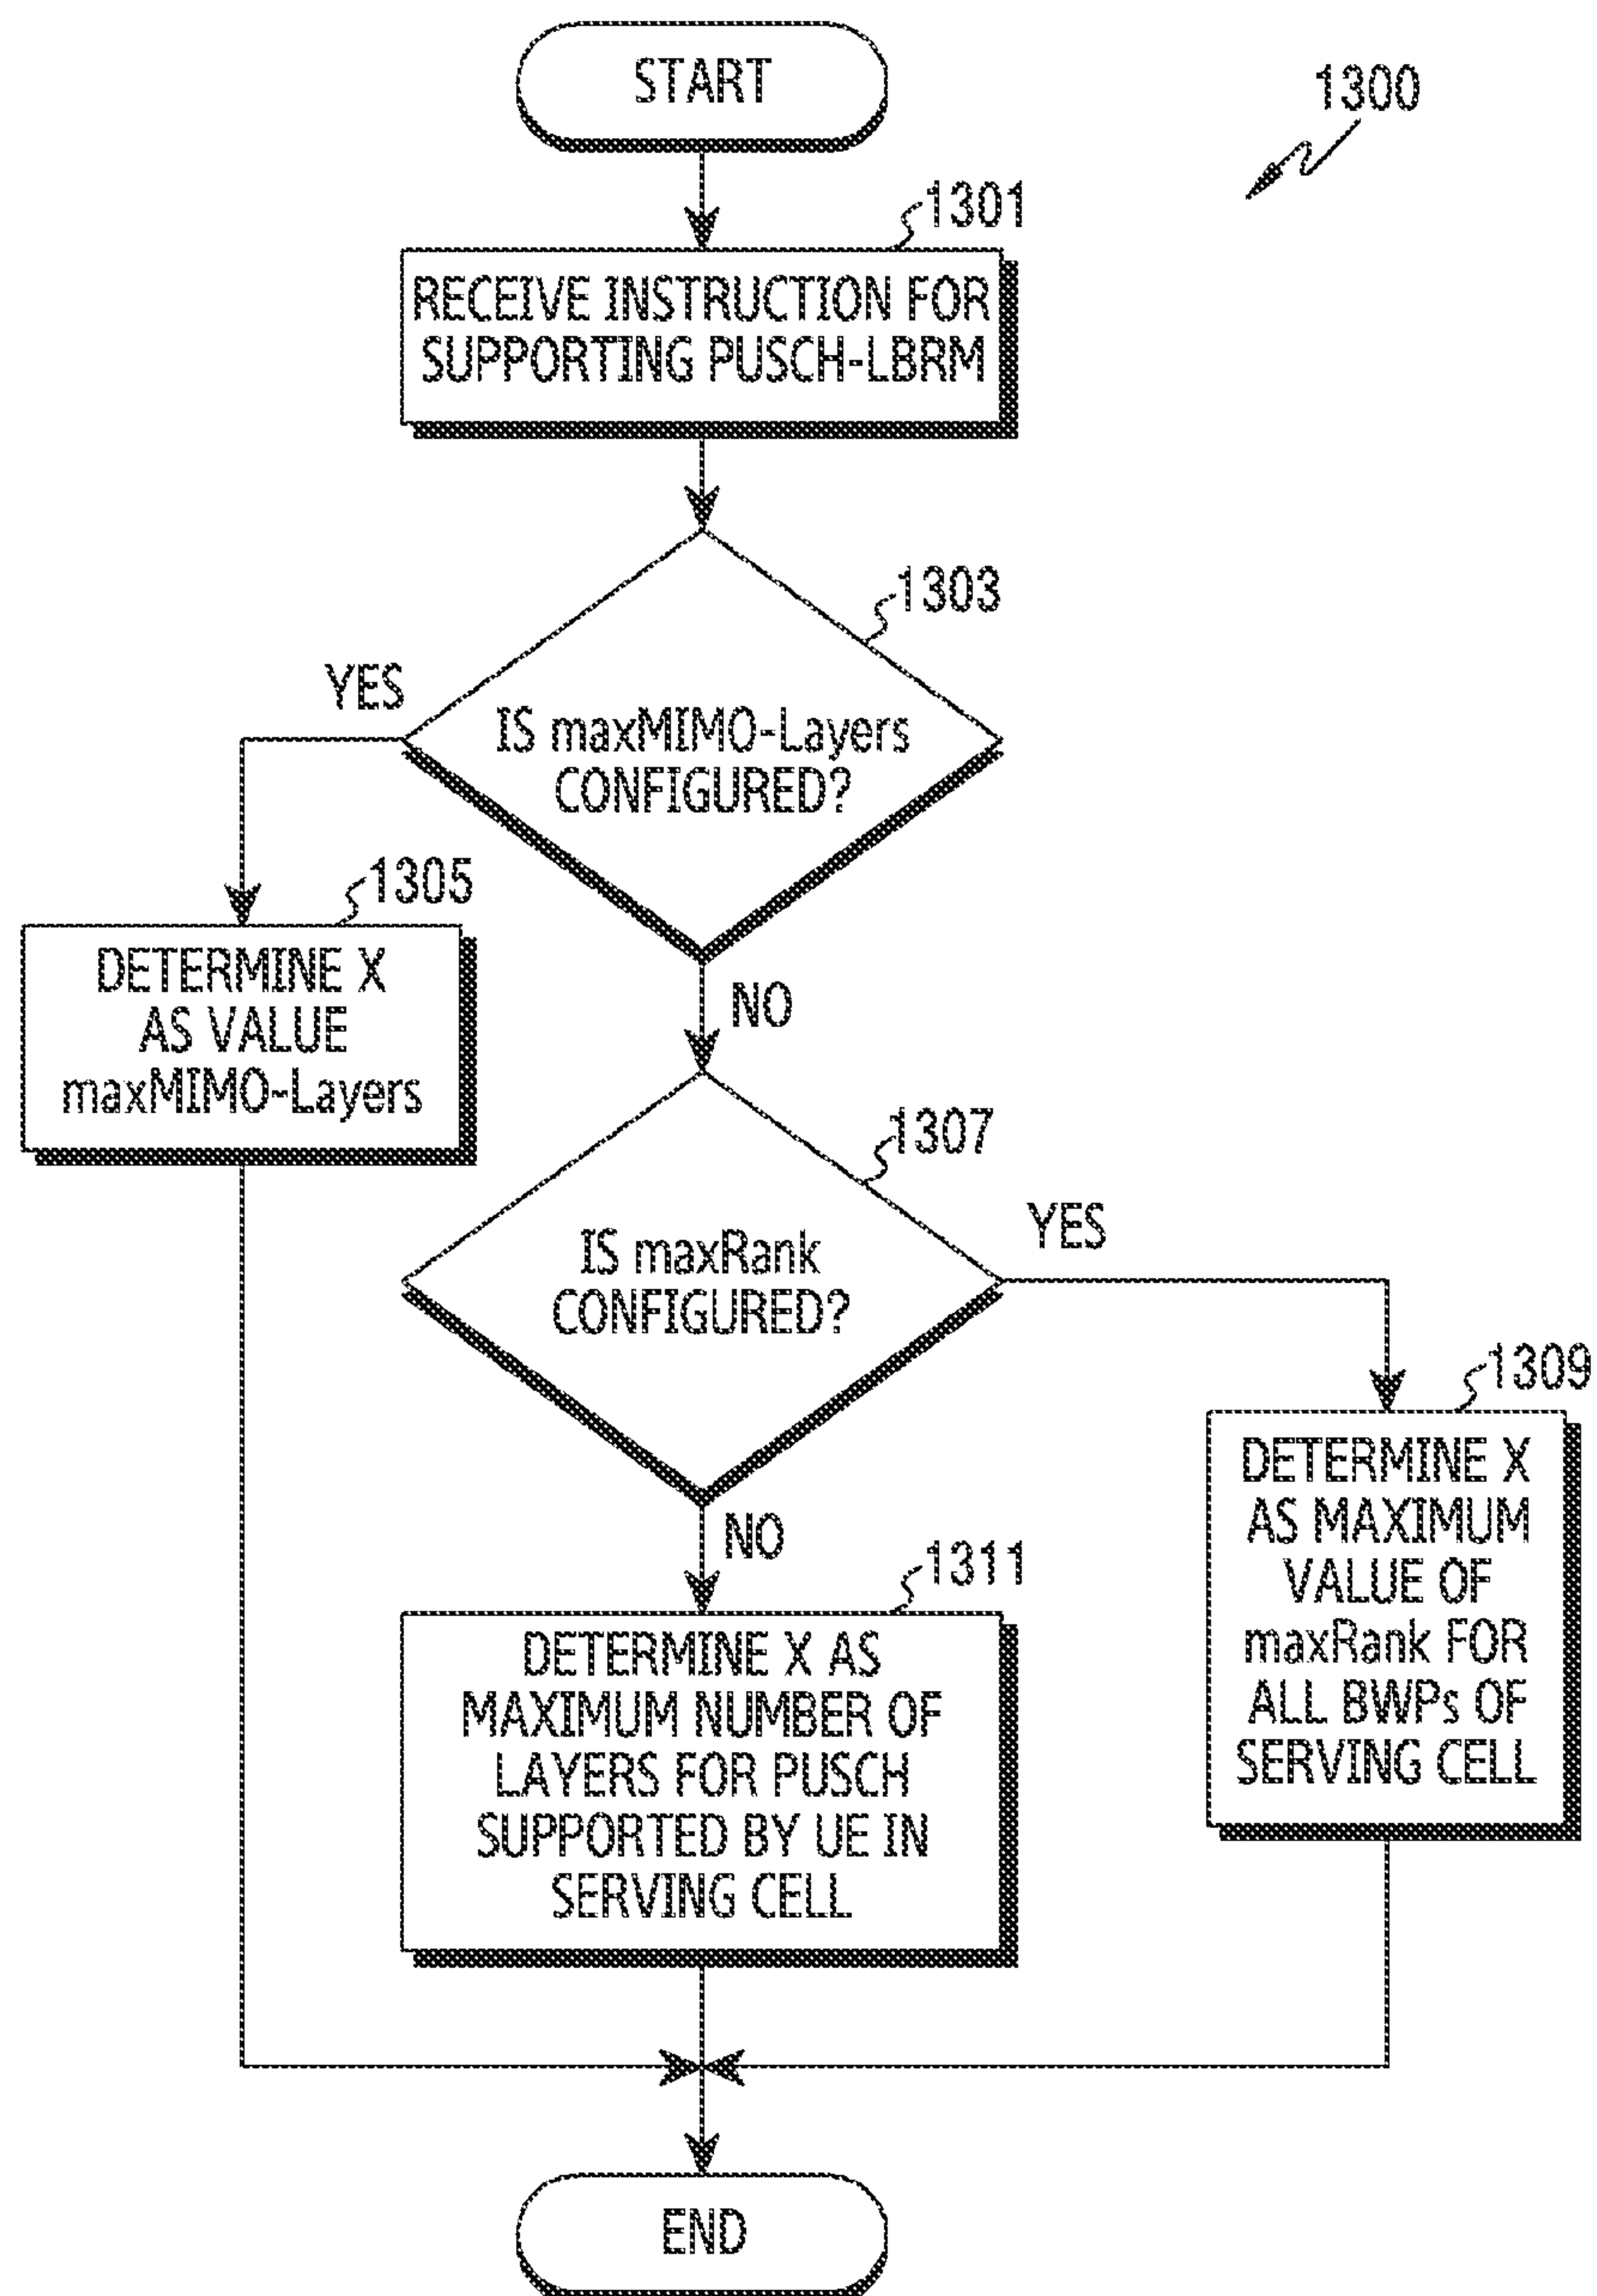 START
1300
1301
RECEIVE INSTRUCTION FOR
SUPPORTING PUSCH-LBRM
1303
YES
IS maxMIMO-Layers
CONFIGURED?
1305
DETERMINE X
AS VALUE
maxMIMO-Layers
NO
1307
IS maxRank
CONFIGURED?
YES
1309
DETERMINE X
AS MAXIMUM
VALUE OF
maxRank FOR
ALL BWPs OF
SERVING CELL
NO
1311
DETERMINE X AS
MAXIMUM NUMBER OF
LAYERS FOR PUSCH
SUPPORTED BY UE IN
SERVING CELL
END